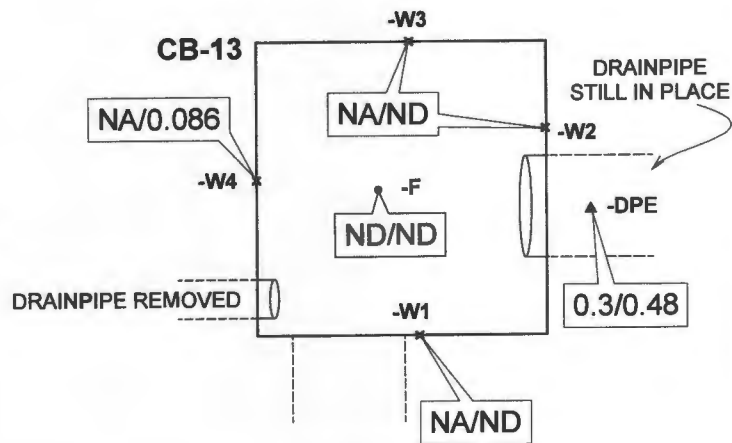 -W3
CB-13
DRAINPIPE
STILL IN PLACE
NA/0.086
NA/ND
-W2
-W4
-F
-DPE
ND/ND
DRAINPIPE REMOVED
-W1
0.3/0.48
NA/ND